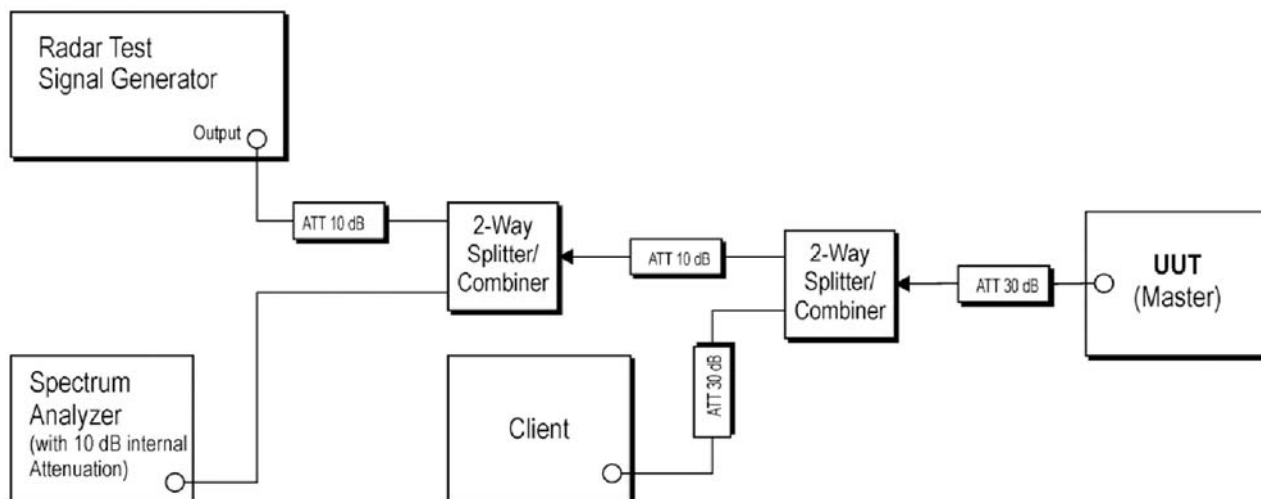 Radar Test
Signal Generator
Output
ATT 10 dB
2-Way
Splitter/
Combiner
ATT 10 dB
2-Way
Splitter/
Combiner
ATT 30 dB
UUT
(Master)
Spectrum
Analyzer
(with 10 dB internal
Attenuation)
Client
ATT 30 dB